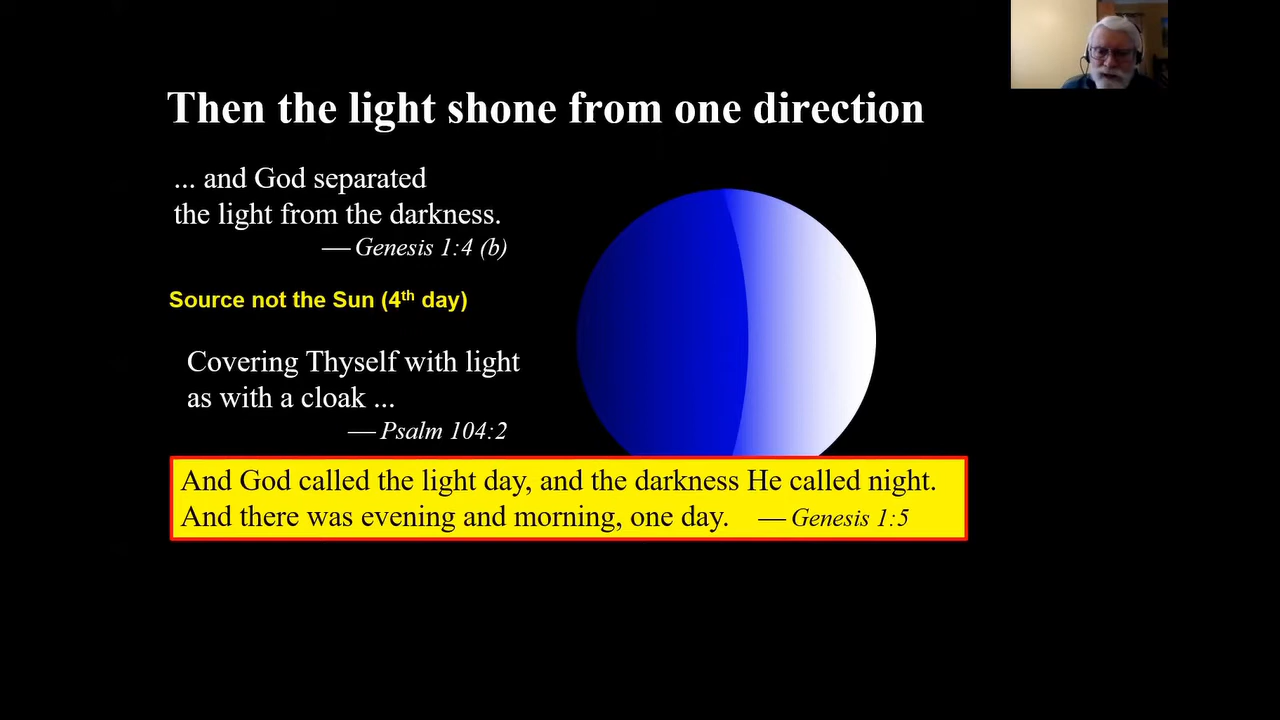 Then the light shone from one direction
... and God separated
the light from the darkness.
— Genesis 1:4 (b)
Source not the Sun (4th day)
Covering Thyself with light
as with a cloak ...
— Psalm 104:2
And God called the light day, and the darkness He called night.
And there was evening and morning, one day. — Genesis 1:5